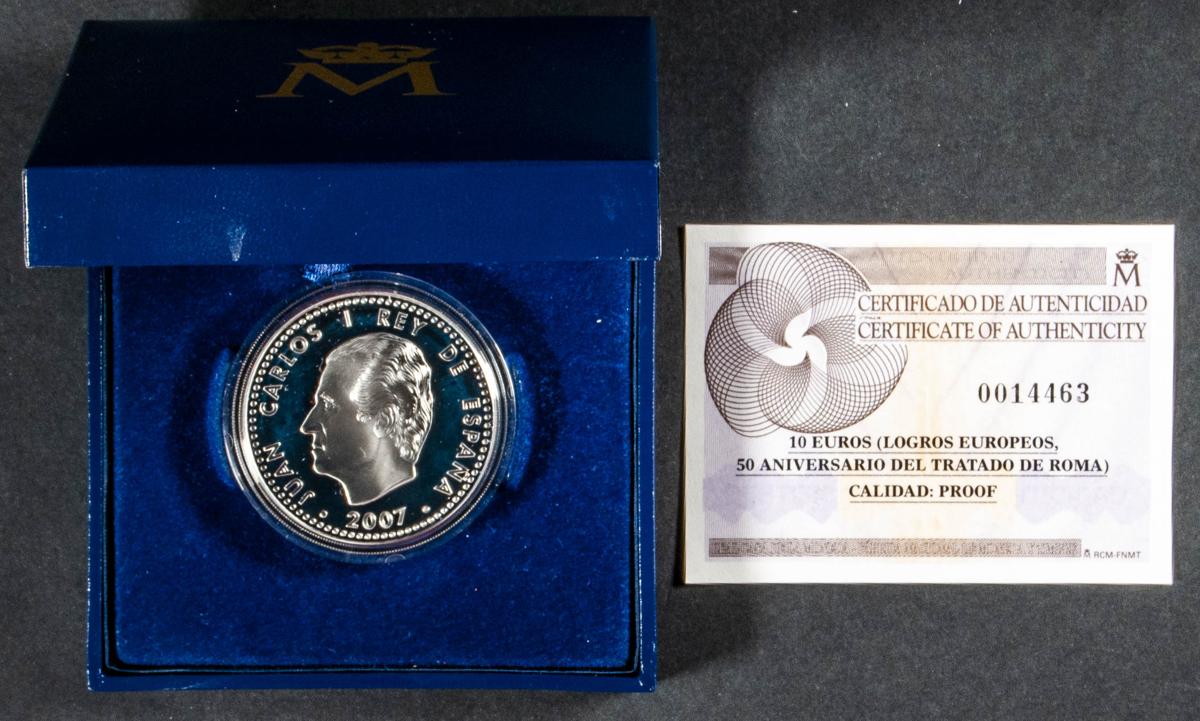 M
JUAN CARLOS I REY DE ESPAÑA
• 2007 •
M
CERTIFICADO DE AUTENTICIDAD
CERTIFICATE OF AUTHENTICITY
0014463
10 EUROS (LOGROS EUROPEOS,
50 ANIVERSARIO DEL TRATADO DE ROMA)
CALIDAD: PROOF
RCM-FNMT